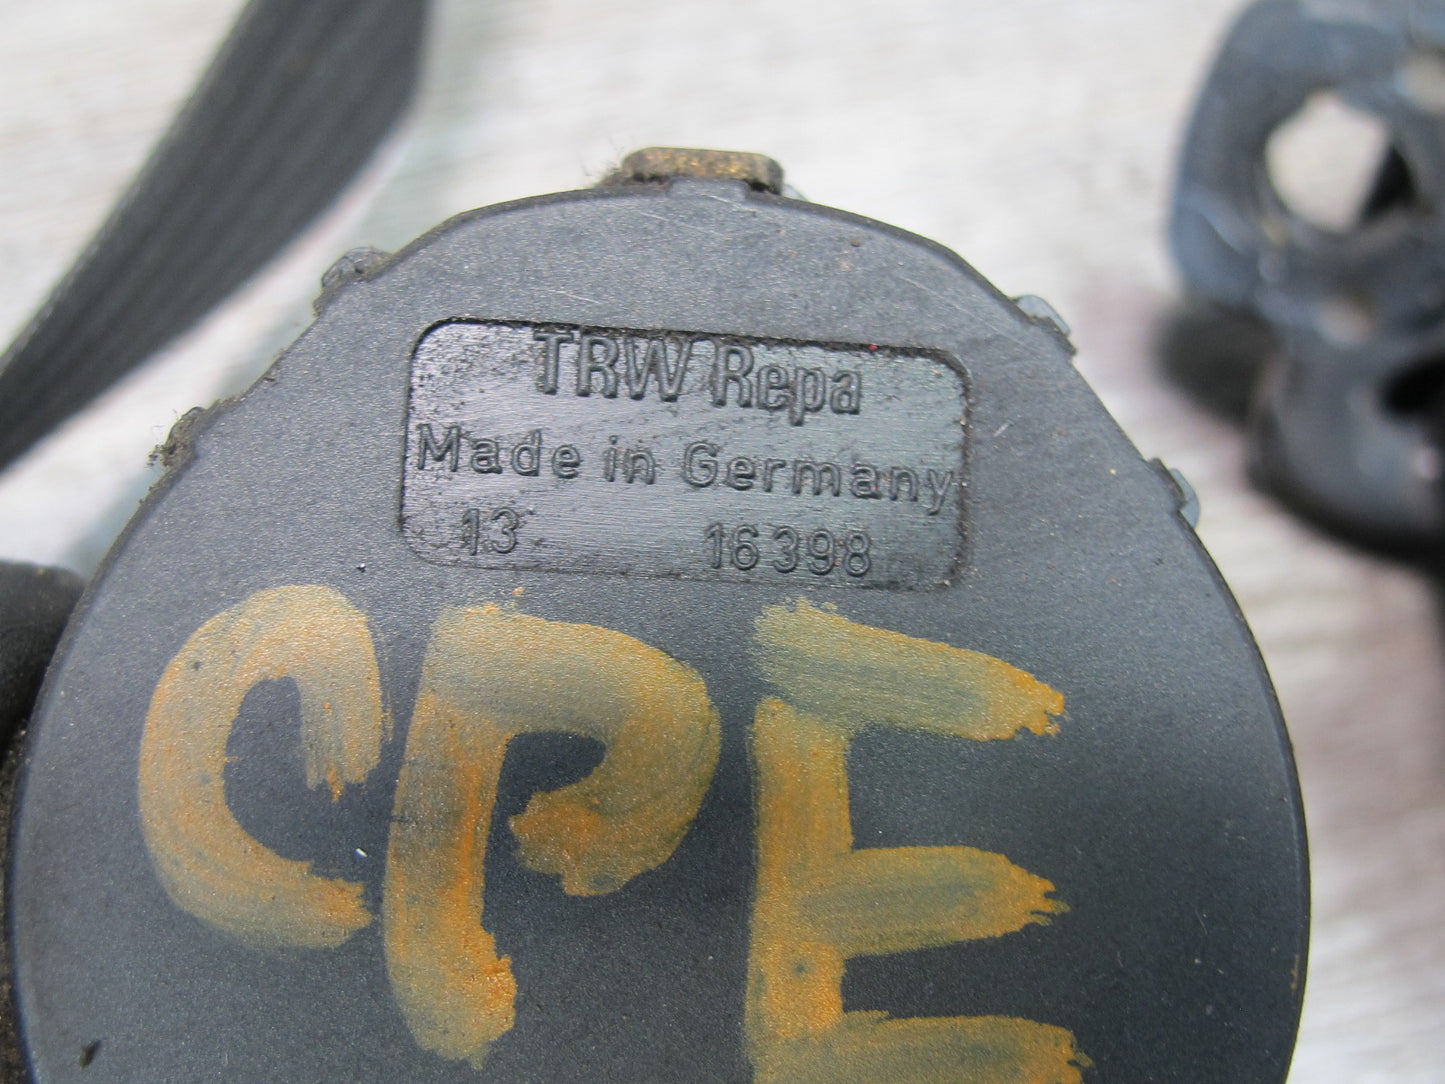 TRW Repa
Made in Germany
13 16398
CPE